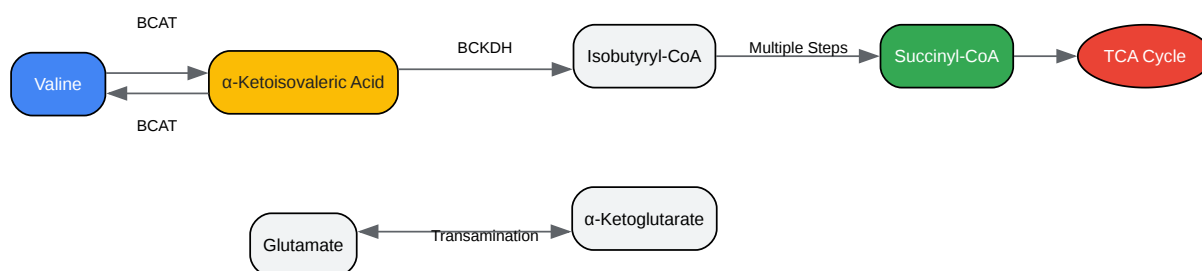 BCAT
Valine
α-Ketoisovaleric Acid
BCAT
BCKDH
Isobutyryl-CoA
Multiple Steps
Succinyl-CoA
TCA Cycle
Glutamate
Transamination
α-Ketoglutarate